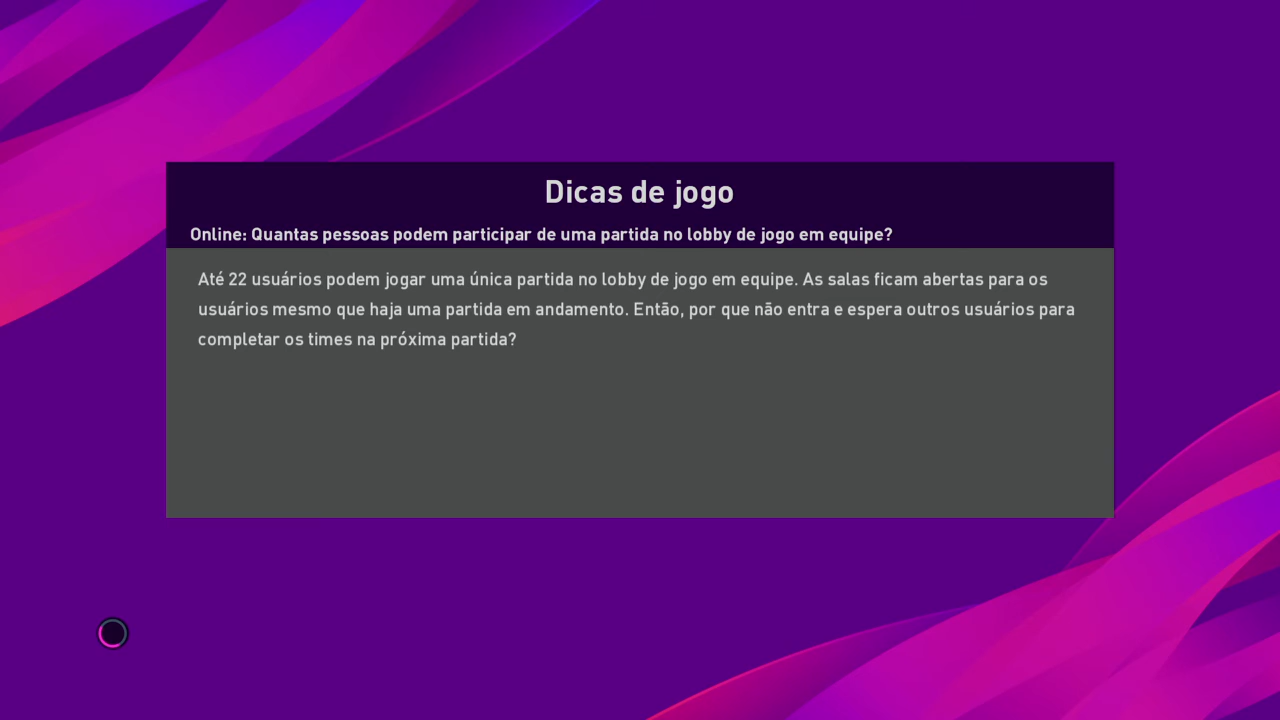 Dicas de jogo
Online: Quantas pessoas podem participar de uma partida no lobby de jogo em equipe?
Até 22 usuários podem jogar uma única partida no lobby de jogo em equipe. As salas ficam abertas para os
usuários mesmo que haja uma partida em andamento. Então, por que não entra e espera outros usuários para
completar os times na próxima partida?